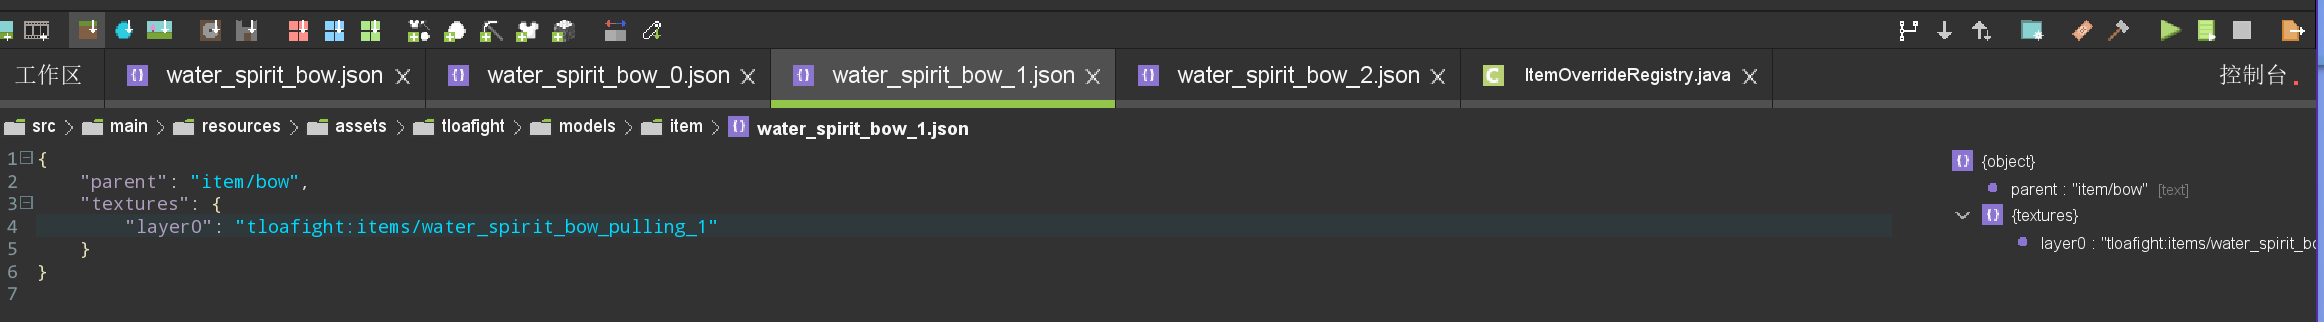 工作区 water_spirit_bow.json water_spirit_bow_0.json water_spirit_bow_1.json water_spirit_bow_2.json ItemOverrideRegistry.java 控制台
src main resources assets tloafight models item water_spirit_bow_1.json
1 {
2 "parent": "item/bow",
3 "textures": {
4 "layer0": "tloafight:items/water_spirit_bow_pulling_1"
5 }
6 }
7
{object}
parent : "item/bow" [text]
{textures}
layer0 : "tloafight:items/water_spirit_bo